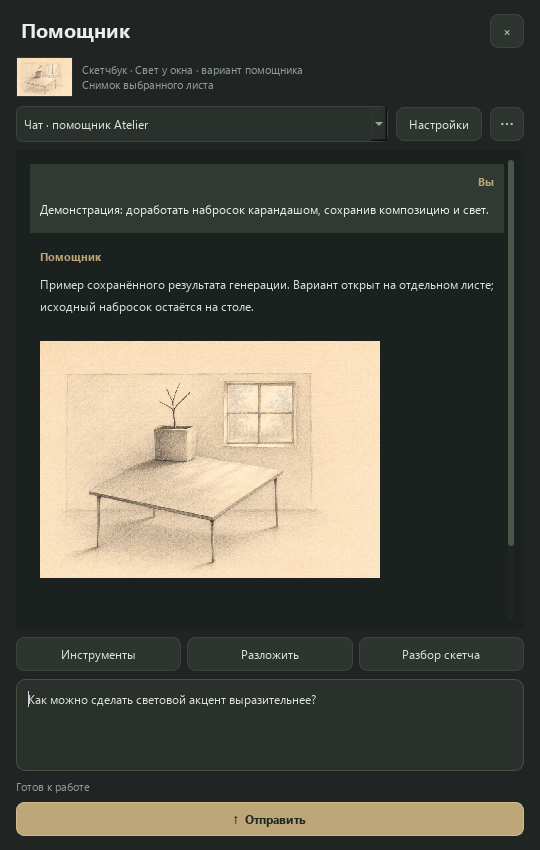 Помощник
×
Скетчбук · Свет у окна · вариант помощника
Снимок выбранного листа
Чат · помощник Atelier
Настройки
···
Вы
Демонстрация: доработать набросок карандашом, сохранив композицию и свет.
Помощник
Пример сохранённого результата генерации. Вариант открыт на отдельном листе;
исходный набросок остаётся на столе.
Инструменты
Разложить
Разбор скетча
Как можно сделать световой акцент выразительнее?
Готов к работе
↑ Отправить